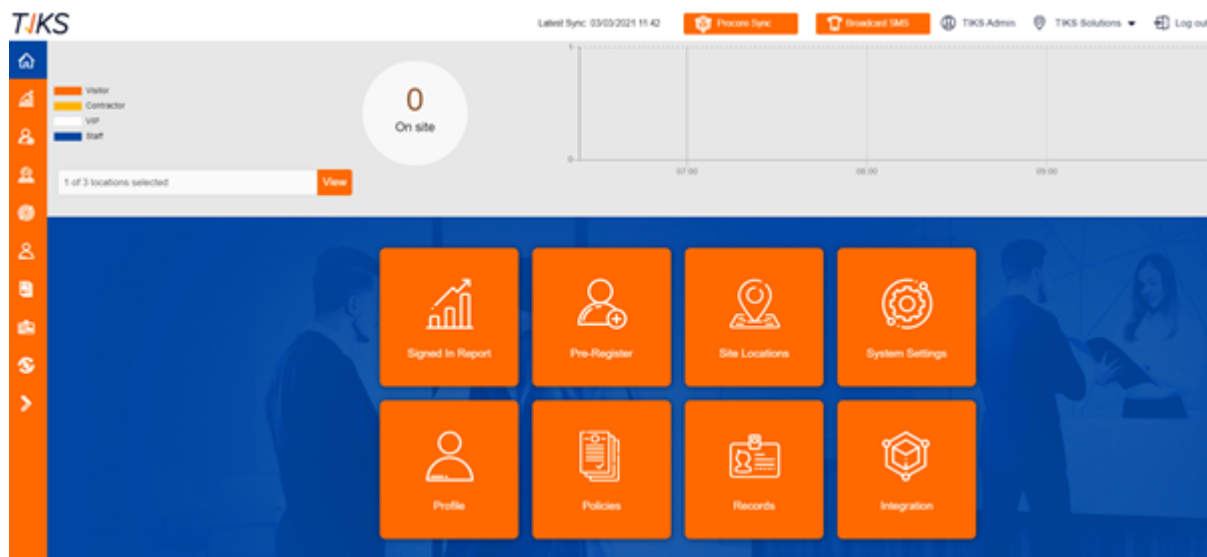 TIKS
Latest Sync: 03/03/2021 11:42
Procore Sync
Broadcast SMS
TIKS Admin
TIKS Solutions
Log out
Visitor
Contractor
VIP
Staff
0
On site
1 of 3 locations selected
View
1
0
07:00
08:00
09:00
Signed In Report
Pre-Register
Site Locations
System Settings
Profile
Policies
Records
Integration